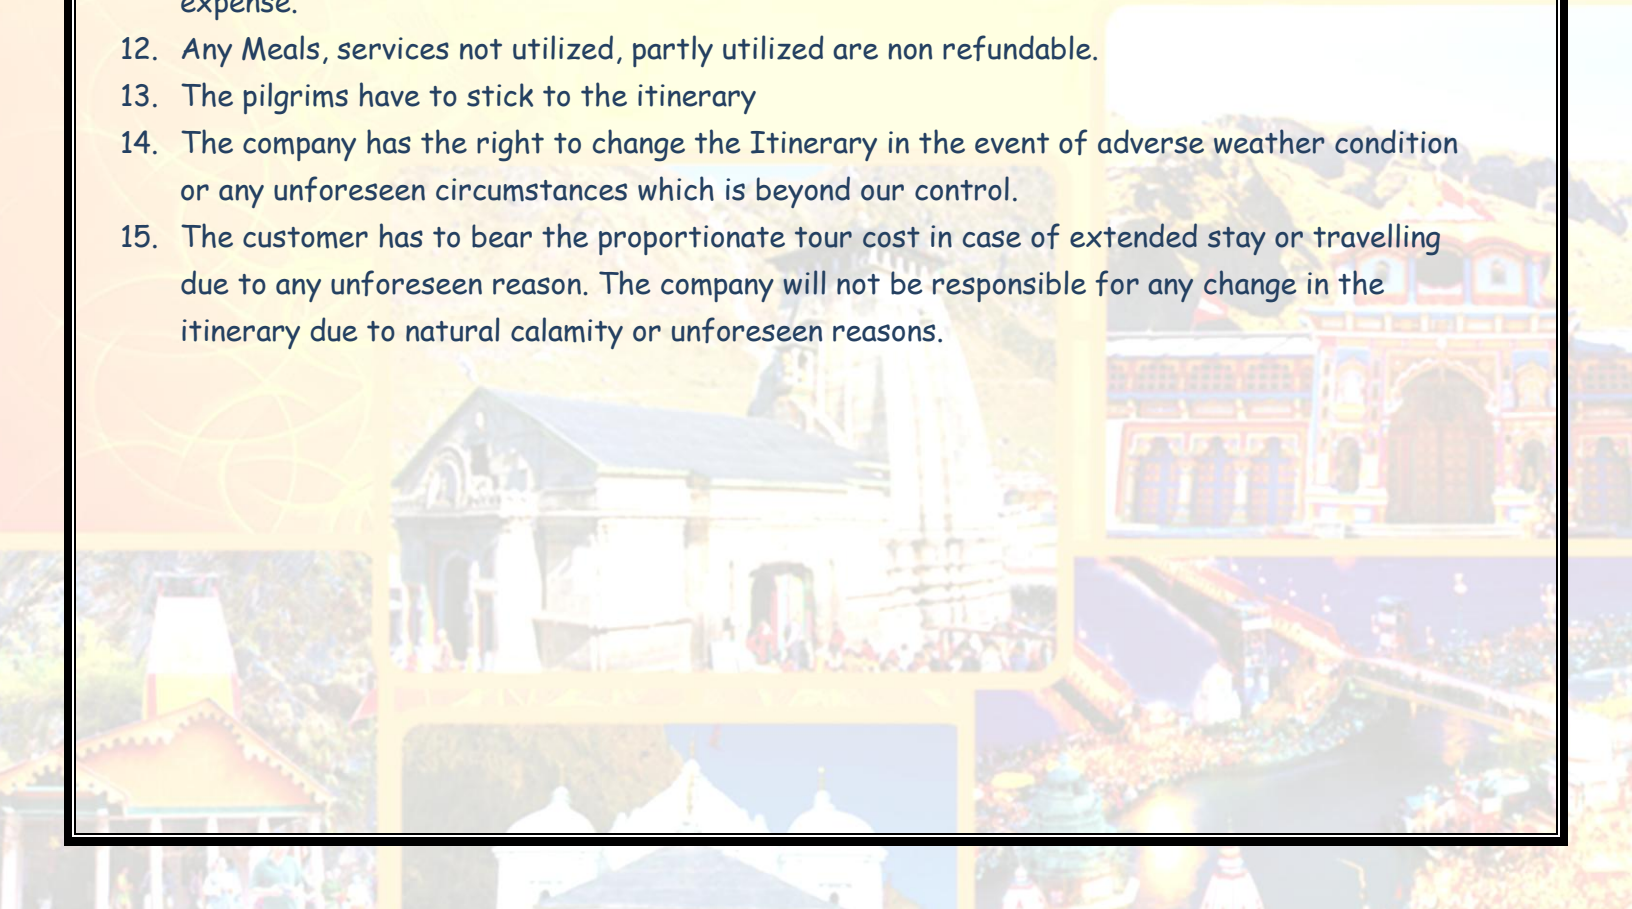 expense.
12. Any Meals, services not utilized, partly utilized are non refundable.
13. The pilgrims have to stick to the itinerary
14. The company has the right to change the Itinerary in the event of adverse weather condition
or any unforeseen circumstances which is beyond our control.
15. The customer has to bear the proportionate tour cost in case of extended stay or travelling
due to any unforeseen reason. The company will not be responsible for any change in the
itinerary due to natural calamity or unforeseen reasons.